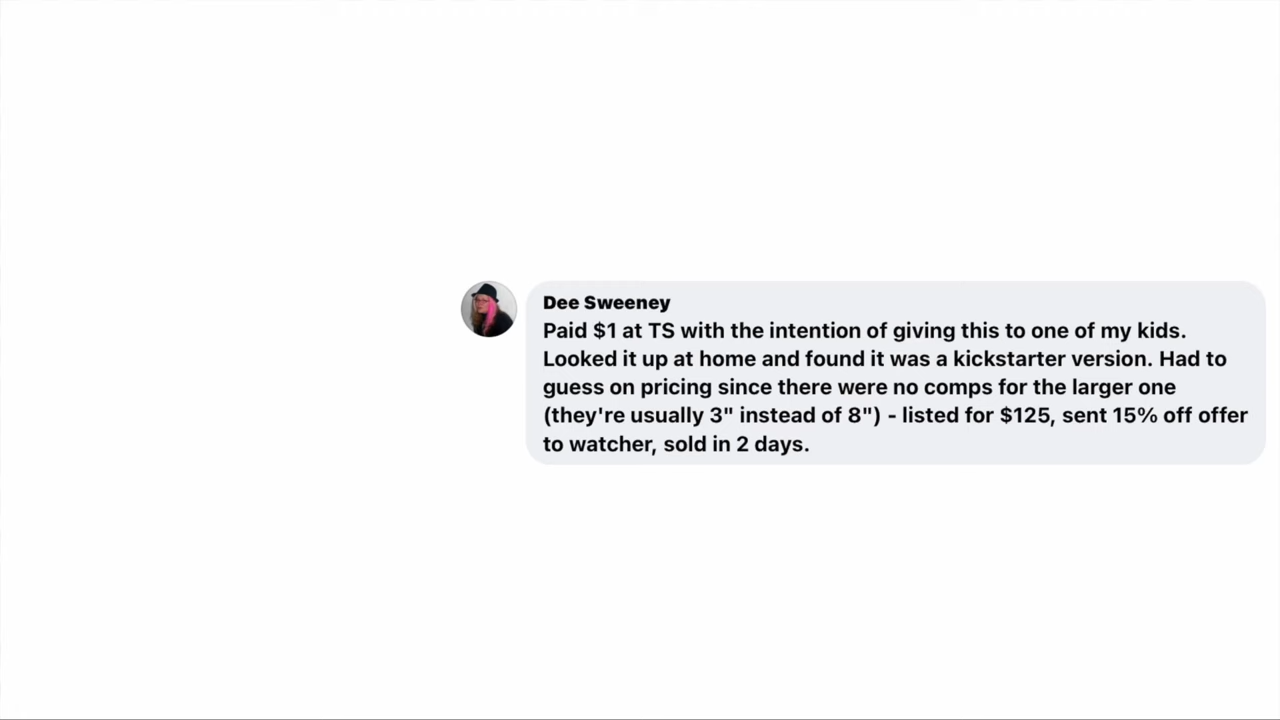 Dee Sweeney
Paid $1 at TS with the intention of giving this to one of my kids.
Looked it up at home and found it was a kickstarter version. Had to
guess on pricing since there were no comps for the larger one
(they're usually 3" instead of 8") - listed for $125, sent 15% off offer
to watcher, sold in 2 days.